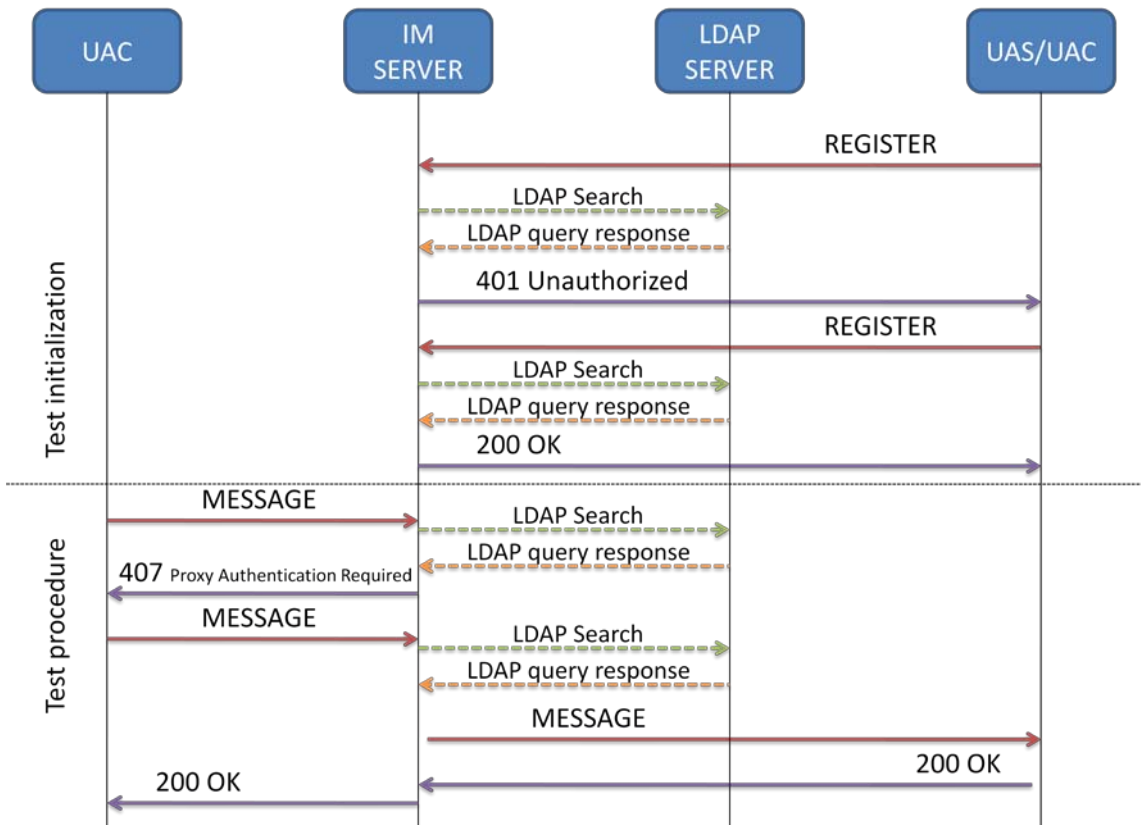 UAC
IM
SERVER
LDAP
SERVER
UAS/UAC
REGISTER
LDAP Search
LDAP query response
401 Unauthorized
REGISTER
LDAP Search
LDAP query response
200 OK
Test initialization
MESSAGE
LDAP Search
LDAP query response
407 Proxy Authentication Required
MESSAGE
LDAP Search
LDAP query response
MESSAGE
200 OK
200 OK
Test procedure